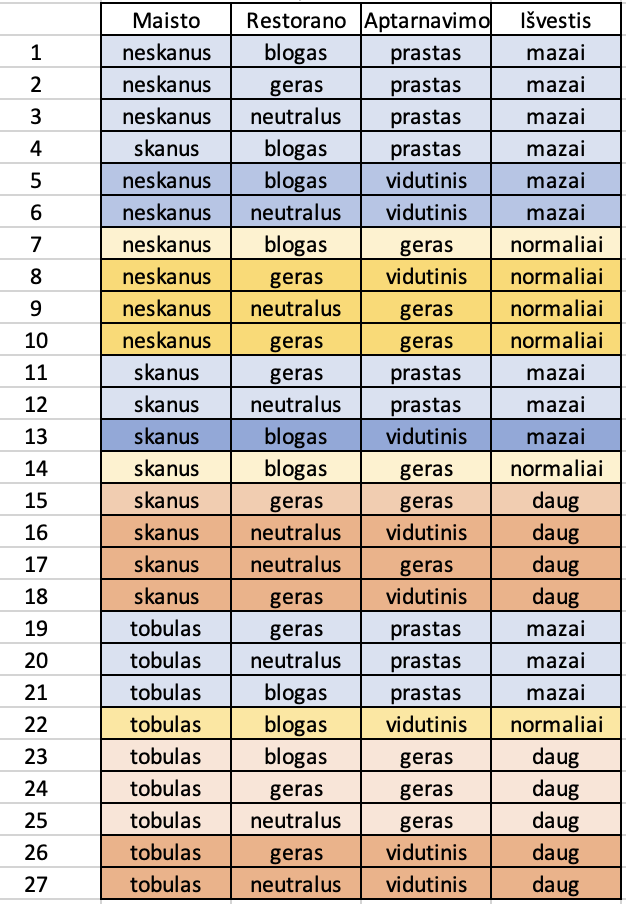 Maisto Restorano Aptarnavimo Išvestis
1 neskanus blogas prastas mazai
2 neskanus geras prastas mazai
3 neskanus neutralus prastas mazai
4 skanus blogas prastas mazai
5 neskanus blogas vidutinis mazai
6 neskanus neutralus vidutinis mazai
7 neskanus blogas geras normaliai
8 neskanus geras vidutinis normaliai
9 neskanus neutralus geras normaliai
10 neskanus geras geras normaliai
11 skanus geras prastas mazai
12 skanus neutralus prastas mazai
13 skanus blogas vidutinis mazai
14 skanus blogas geras normaliai
15 skanus geras geras daug
16 skanus neutralus vidutinis daug
17 skanus neutralus geras daug
18 skanus geras vidutinis daug
19 tobulas geras prastas mazai
20 tobulas neutralus prastas mazai
21 tobulas blogas prastas mazai
22 tobulas blogas vidutinis normaliai
23 tobulas blogas geras daug
24 tobulas geras geras daug
25 tobulas neutralus geras daug
26 tobulas geras vidutinis daug
27 tobulas neutralus vidutinis daug